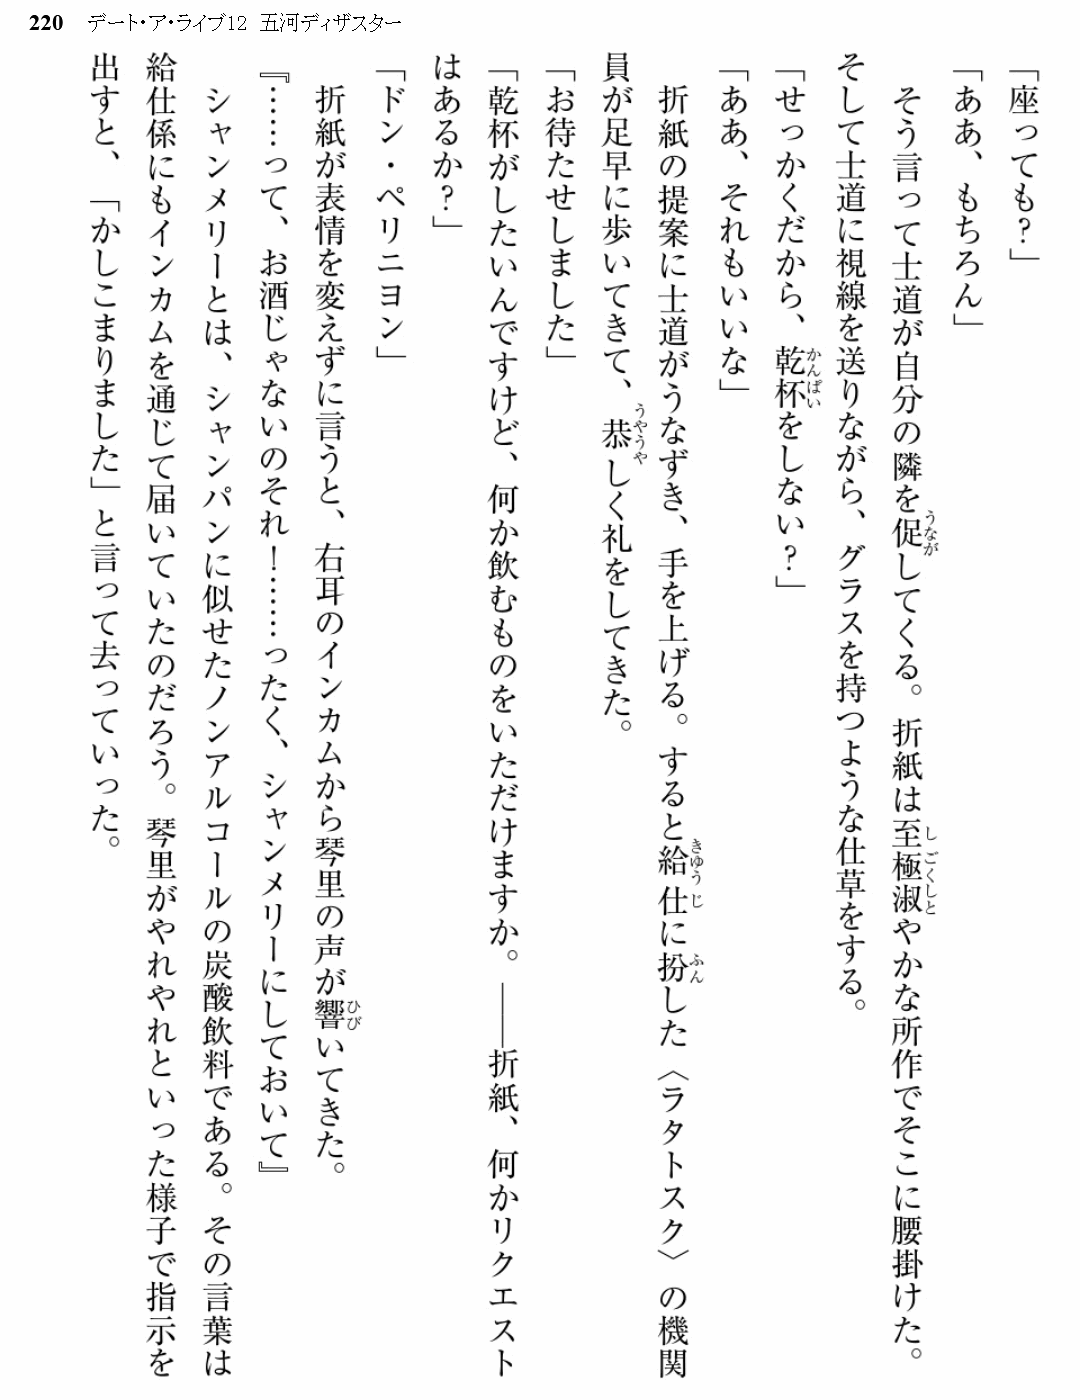 220 デート・ア・ライブ12 五河ディザスター
「座っても？」
「ああ、もちろん」
そう言って士道が自分の隣を促してくる。折紙は至極淑やかな所作でそこに腰掛けた。
そして士道に視線を送りながら、グラスを持つような仕草をする。
「せっかくだから、乾杯をしない？」
「ああ、それもいいな」
折紙の提案に士道がうなずき、手を上げる。すると給仕に扮した〈ラタトスク〉の機関
員が足早に歩いてきて、恭しく礼をしてきた。
「お待たせしました」
「乾杯がしたいんですけど、何か飲むものをいただけますか。――折紙、何かリクエスト
はあるか？」
「ドン・ペリニヨン」
折紙が表情を変えずに言うと、右耳のインカムから琴里の声が響いてきた。
『……って、お酒じゃないのそれ！……ったく、シャンメリーにしておいて』
シャンメリーとは、シャンパンに似せたノンアルコールの炭酸飲料である。その言葉は
給仕係にもインカムを通じて届いていたのだろう。琴里がやれやれといった様子で指示を
出すと、「かしこまりました」と言って去っていった。